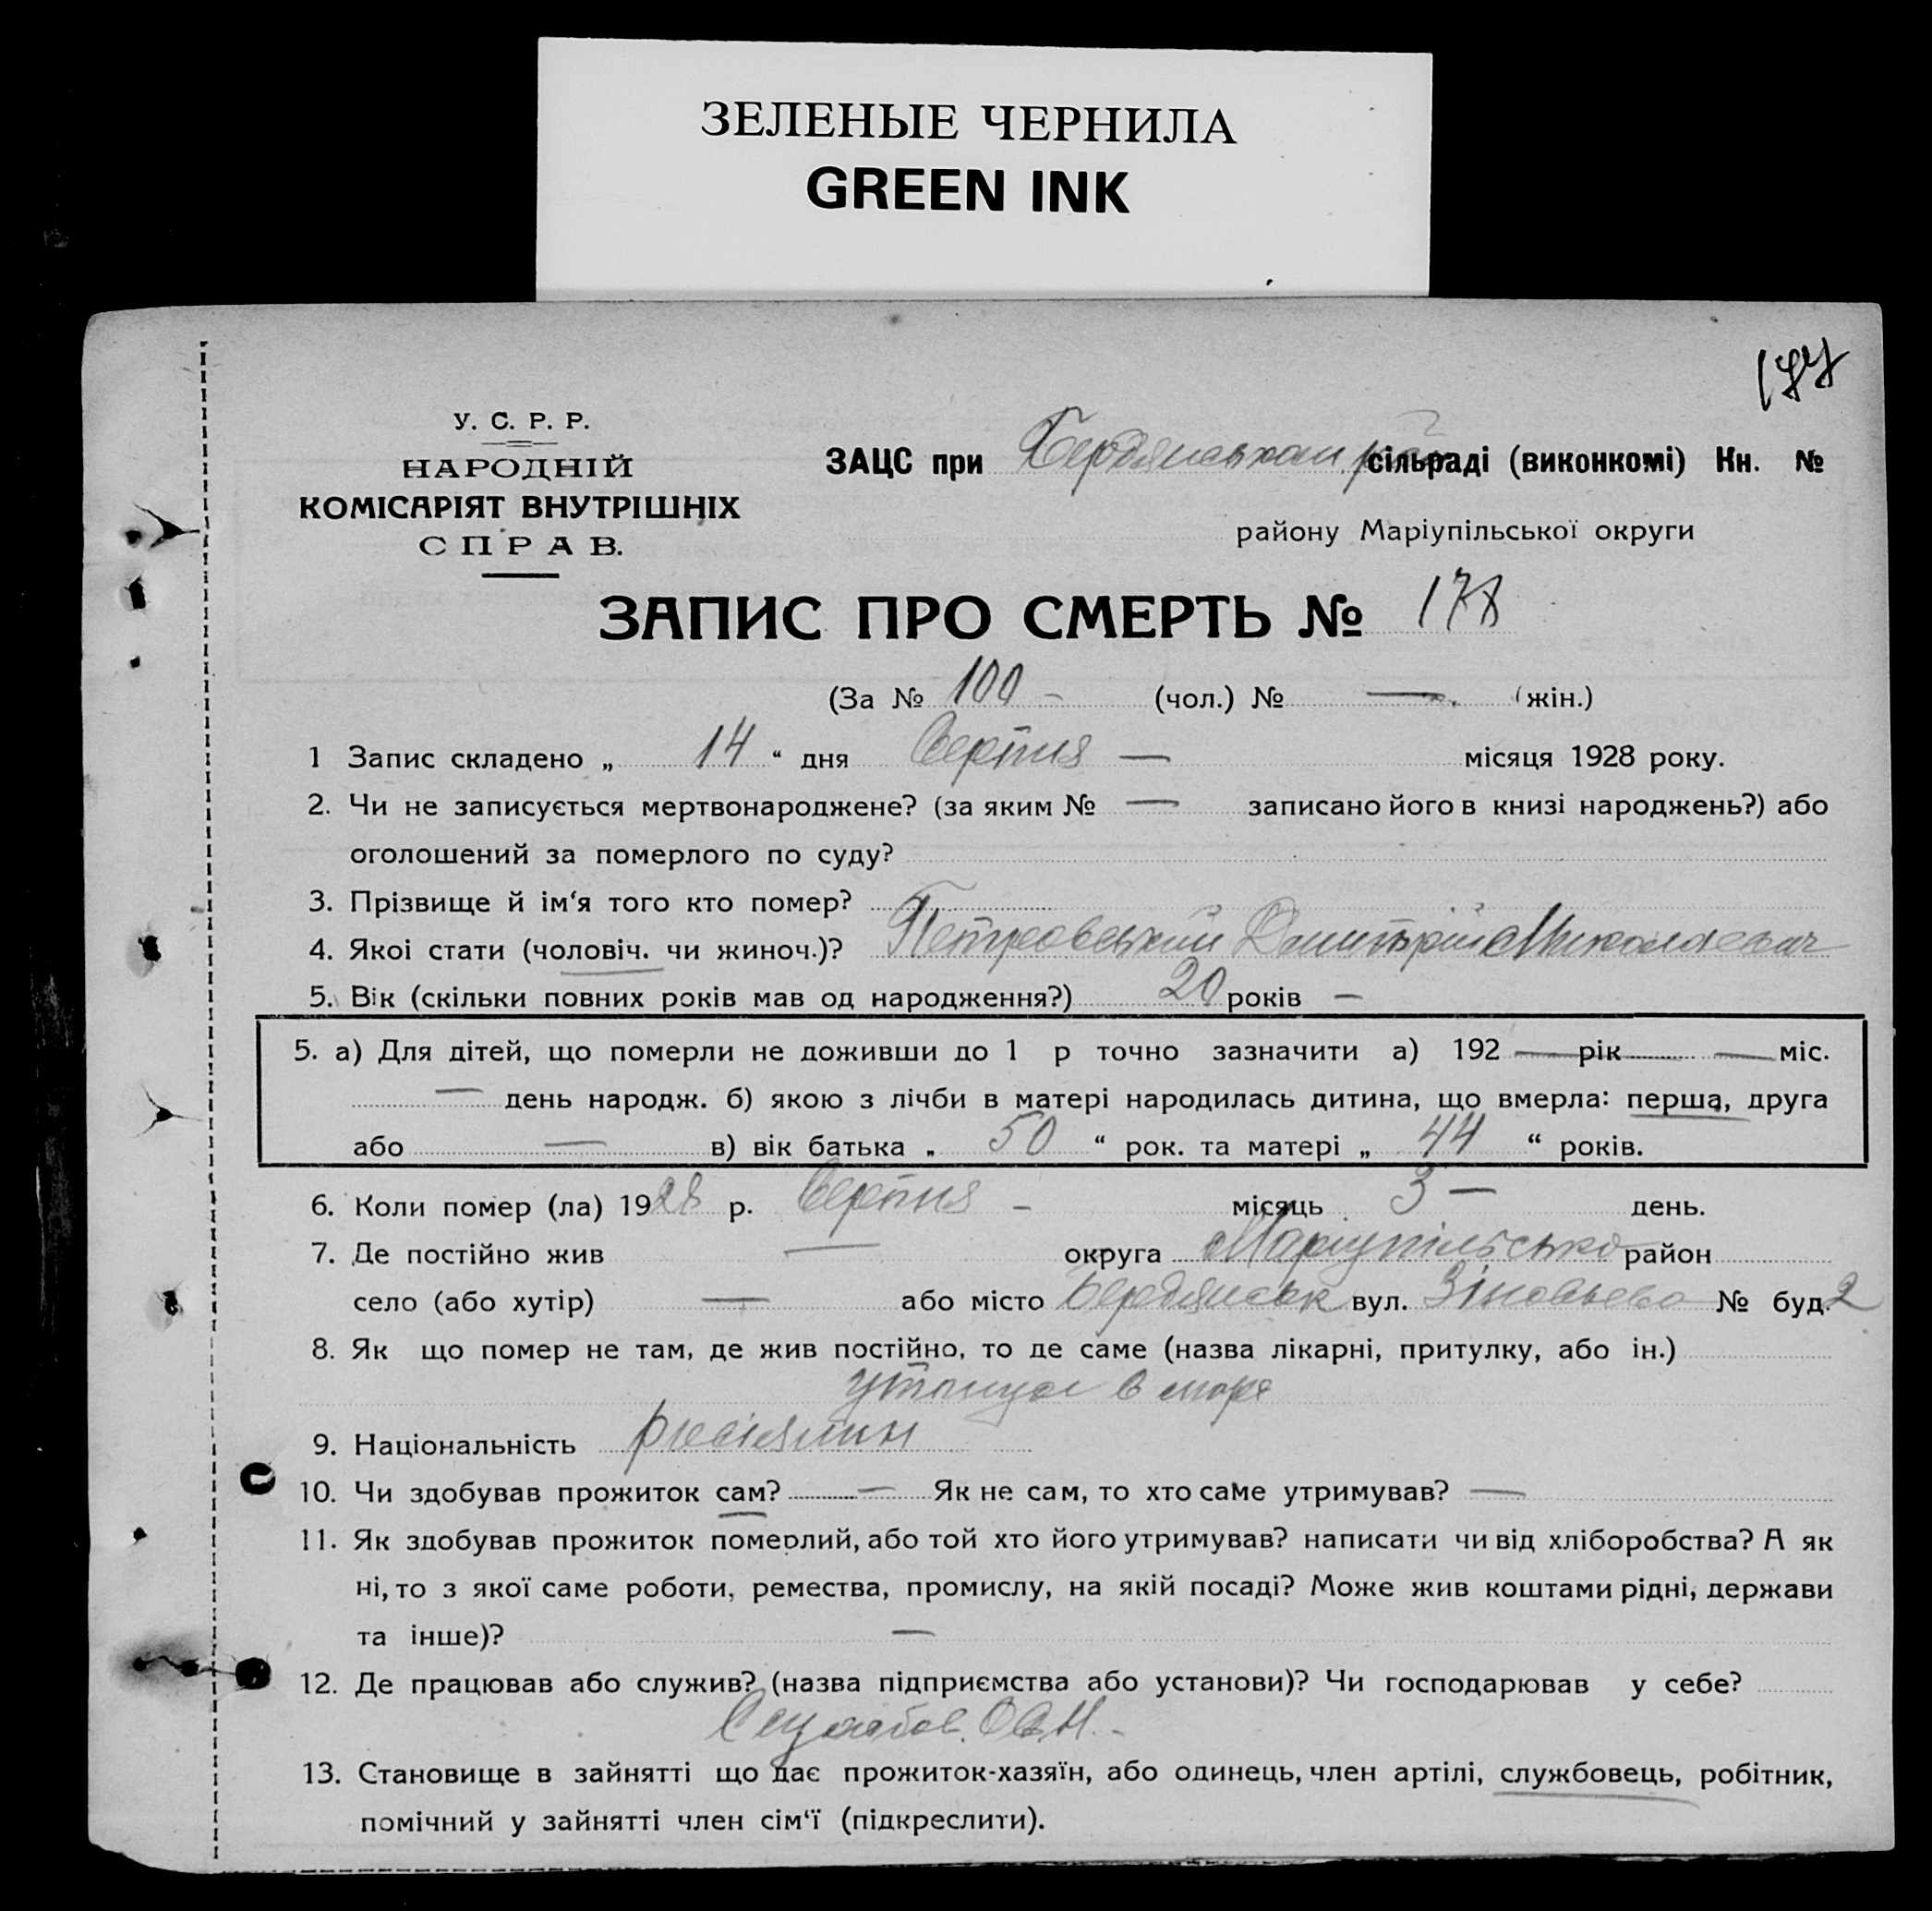 ЗЕЛЕНЫЕ ЧЕРНИЛА
GREEN INK
У. С. Р. Р.
НАРОДНІЙ
КОМІСАРІЯТ ВНУТРІШНІХ
СПРАВ.
ЗАЦС при сільраді (виконкомі) Кн. №
району Маріупільської округи
ЗАПИС ПРО СМЕРТЬ № 178
(За № 100 – (чол.) № — (жін.)
1 Запис складено „ 14 “ дня Серпня — місяця 1928 року.
2. Чи не записується мертвонароджене? (за яким № — записано його в книзі народжень?) або
оголошений за померлого по суду?
3. Прізвище й ім‘я того кто помер?
4. Якоі стати (чоловіч. чи жиноч.)? Петровський Димитрий Николаевич
5. Вік (скільки повних років мав од народження?) 20 років —
5. а) Для дітей, що померли не доживши до 1 р точно зазначити а) 192 — рік — міс.
— день народж. б) якою з лічби в матері народилась дитина, що вмерла: перша, друга
або — в) вік батька „ 50 “ рок. та матері „ 44 “ років.
6. Коли помер (ла) 1928 р. Серпня – місяць 3 — день.
7. Де постійно жив — округа Маріупільсько район
село (або хутір) — або місто Бердянськ вул. Зіновьева № буд. 2
8. Як що помер не там, де жив постійно, то де саме (назва лікарні, притулку, або ін.)
утонул в море
9. Національність росіянин
10. Чи здобував прожиток сам? — Як не сам, то хто саме утримував? —
11. Як здобував прожиток померлий, або той хто його утримував? написати чи від хліборобства? А як
ні, то з якої саме роботи, ремества, промислу, на якій посаді? Може жив коштами рідні, держави
та інше)? —
12. Де працював або служив? (назва підприємства або установи)? Чи господарював у себе?
13. Становище в зайнятті що дає прожиток-хазяїн, або одинець, член артілі, службовець, робітник,
помічний у зайнятті член сім‘ї (підкреслити).